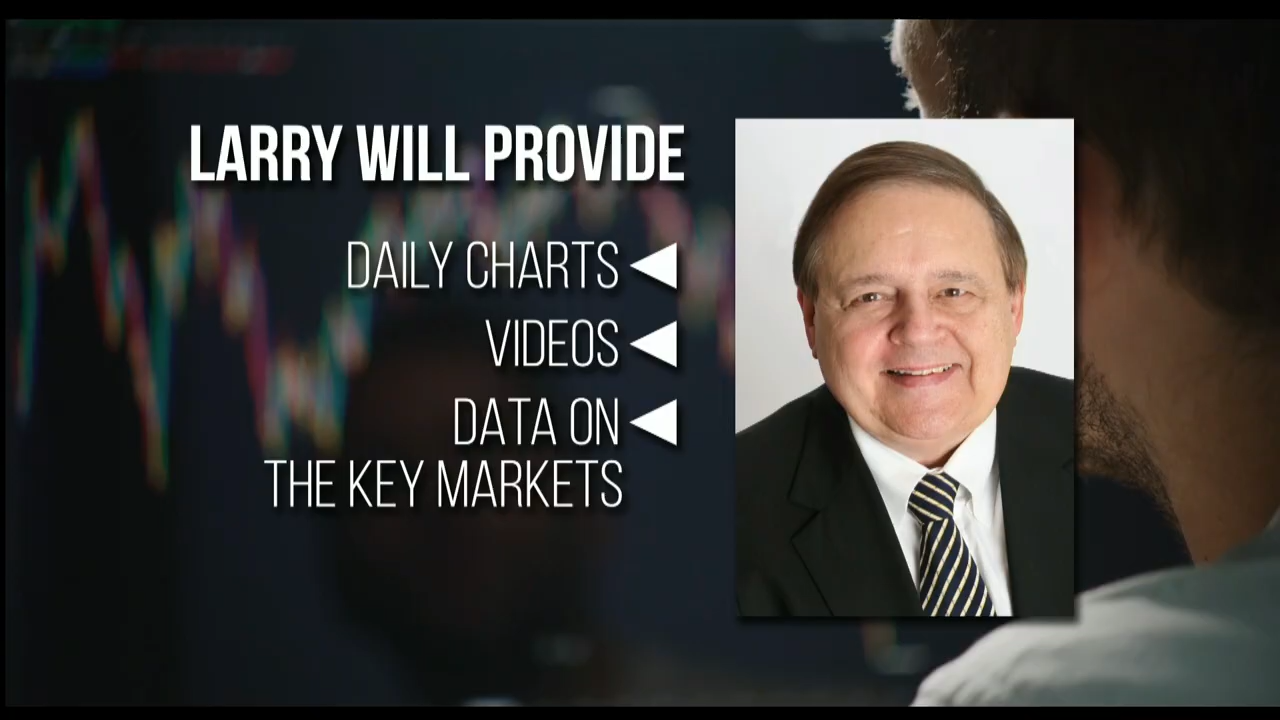 LARRY WILL PROVIDE
DAILY CHARTS
VIDEOS
DATA ON
THE KEY MARKETS